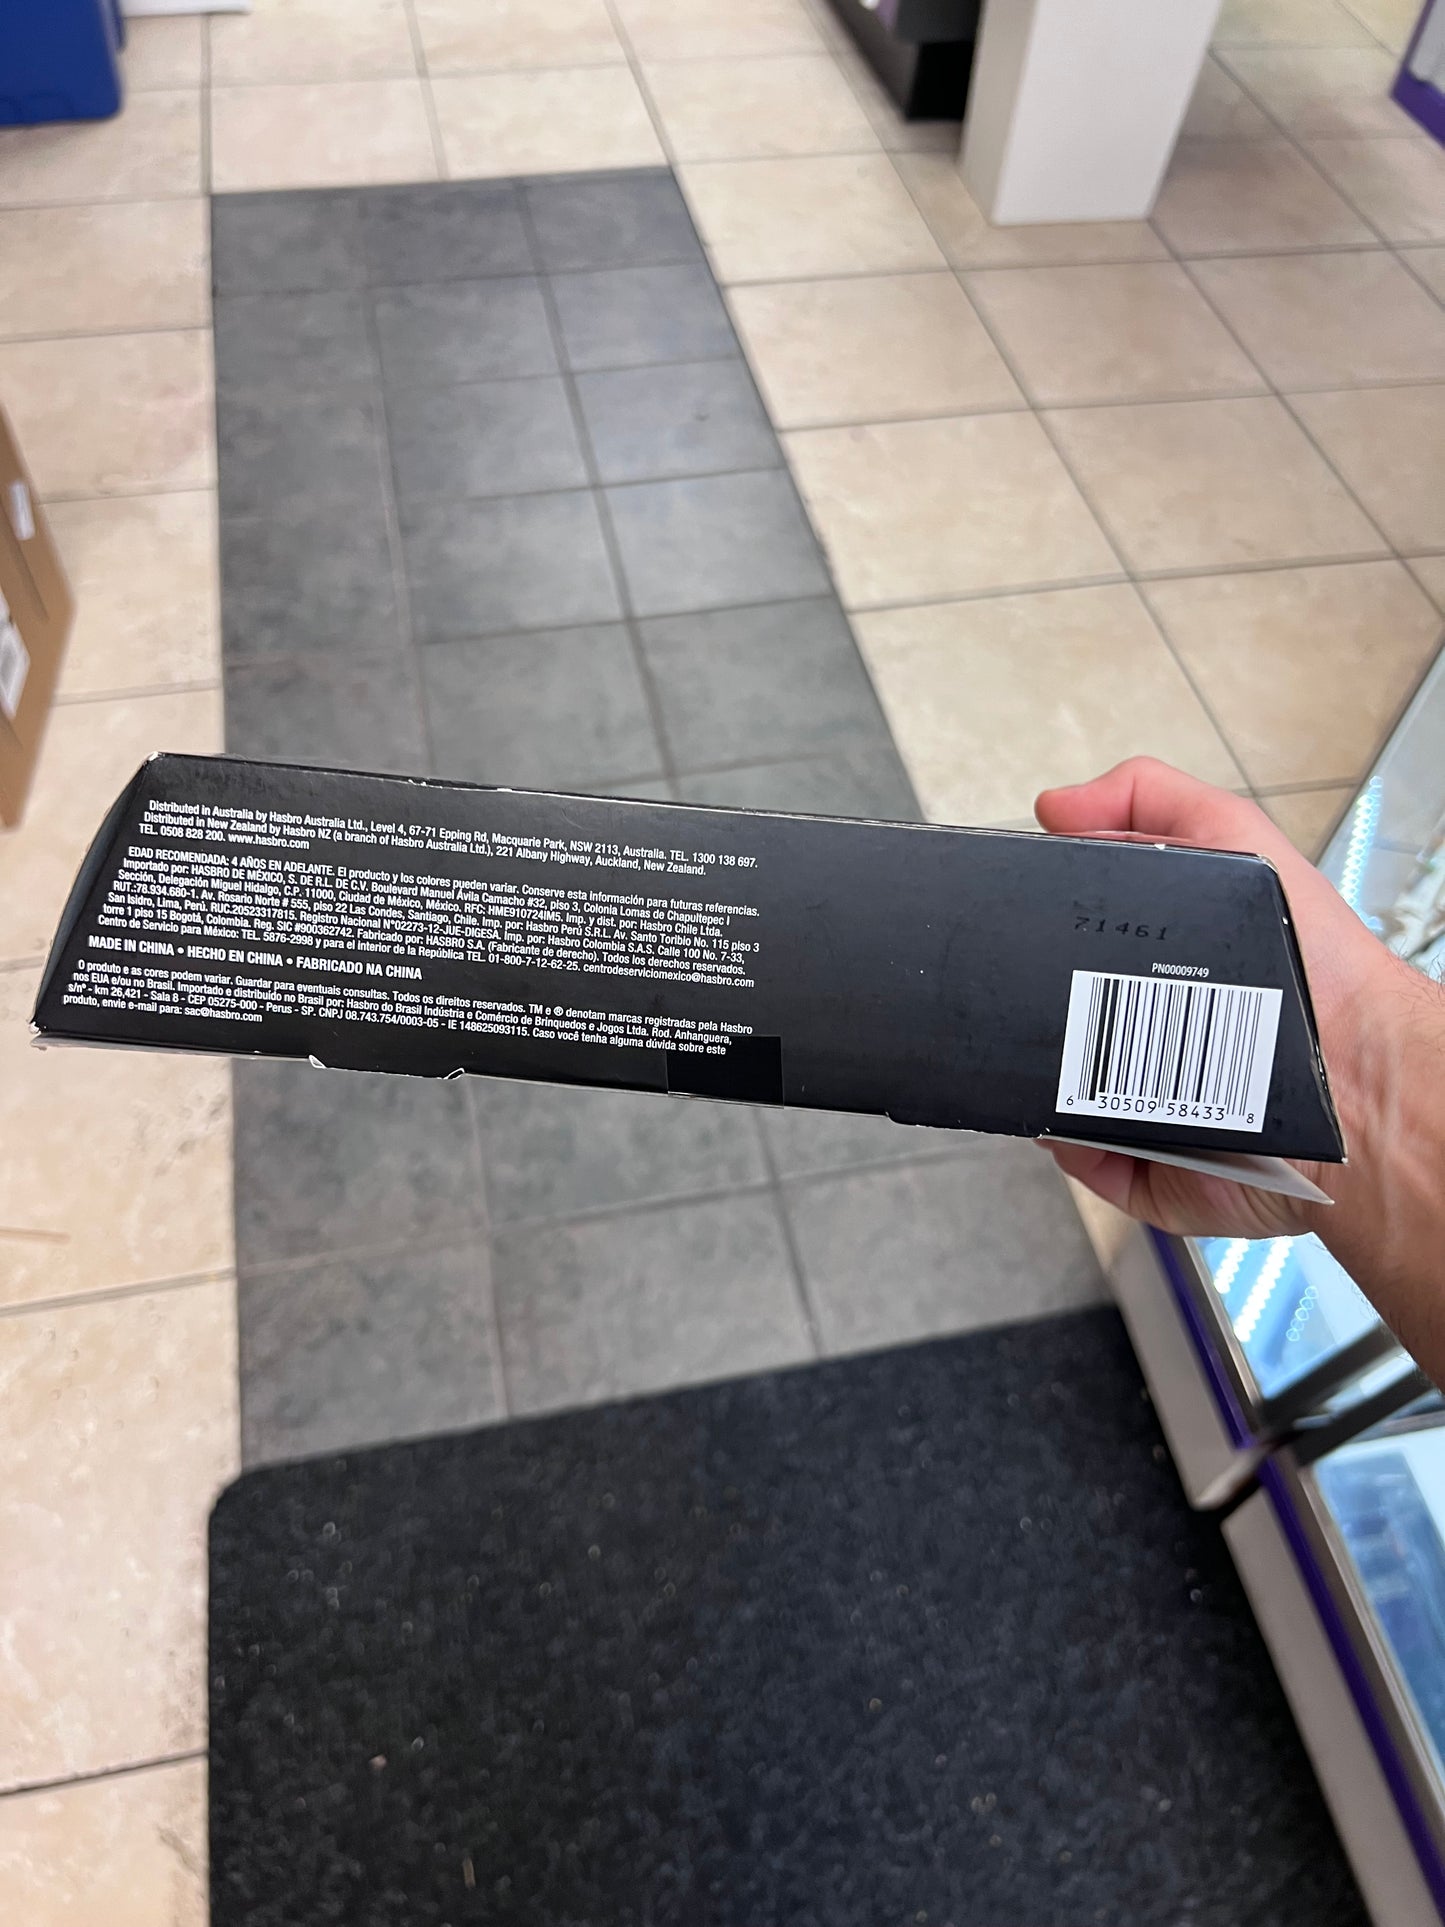 Distributed in Australia by Hasbro Australia Ltd., Level 4, 67-71 Epping Rd, Macquarie Park, NSW 2113, Australia. TEL. 1300 138 697.
Distributed in New Zealand by Hasbro NZ (a branch of Hasbro Australia Ltd.), 221 Albany Highway, Auckland, New Zealand.
TEL. 0508 828 200. www.hasbro.com
EDAD RECOMENDADA: 4 AÑOS EN ADELANTE. El producto y los colores pueden variar. Conserve esta información para futuras referencias.
Importado por: HASBRO DE MÉXICO, S. DE R.L. DE C.V. Boulevard Manuel Ávila Camacho #32, piso 3, Colonia Lomas de Chapultepec I
Sección, Delegación Miguel Hidalgo, C.P. 11000, Ciudad de México, México. RFC: HME910724IM5. Imp. y dist. por: Hasbro Chile Ltda.
RUT.:78.934.680-1. Av. Rosario Norte # 555, piso 22 Las Condes, Santiago, Chile. Imp. por: Hasbro Perú S.R.L. Av. Santo Toribio No. 115 piso 3
San Isidro, Lima, Perú. RUC.20523317815. Registro Nacional N°02273-12-JUE-DIGESA. Imp. por: Hasbro Colombia S.A.S. Calle 100 No. 7-33,
torre 1 piso 15 Bogotá, Colombia. Reg. SIC #900362742. Fabricado por: HASBRO S.A. (Fabricante de derecho). Todos los derechos reservados.
Centro de Servicio para México: TEL. 5876-2998 y para el interior de la República TEL. 01-800-7-12-62-25. centrodeserviciomexico@hasbro.com
MADE IN CHINA • HECHO EN CHINA • FABRICADO NA CHINA
O produto e as cores podem variar. Guardar para eventuais consultas. Todos os direitos reservados. TM e ® denotam marcas registradas pela Hasbro
nos EUA e/ou no Brasil. Importado e distribuído no Brasil por: Hasbro do Brasil Indústria e Comércio de Brinquedos e Jogos Ltda. Rod. Anhanguera,
s/nº - km 26,421 - Sala 8 - CEP 05275-000 - Perus - SP. CNPJ 08.743.754/0003-05 - IE 148625093115. Caso você tenha alguma dúvida sobre este
produto, envie e-mail para: sac@hasbro.com
71461
PN00009749
6 30509 58433 8